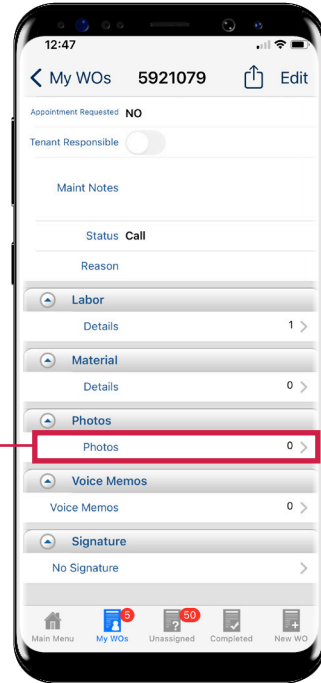 12:47
My WOs 5921079 Edit
Appointment Requested NO
Tenant Responsible
Maint Notes
Status Call
Reason
Labor
Details 1
Material
Details 0
Photos
Photos 0
Voice Memos
Voice Memos 0
Signature
No Signature
5 50
Main Menu My WOs Unassigned Completed New WO